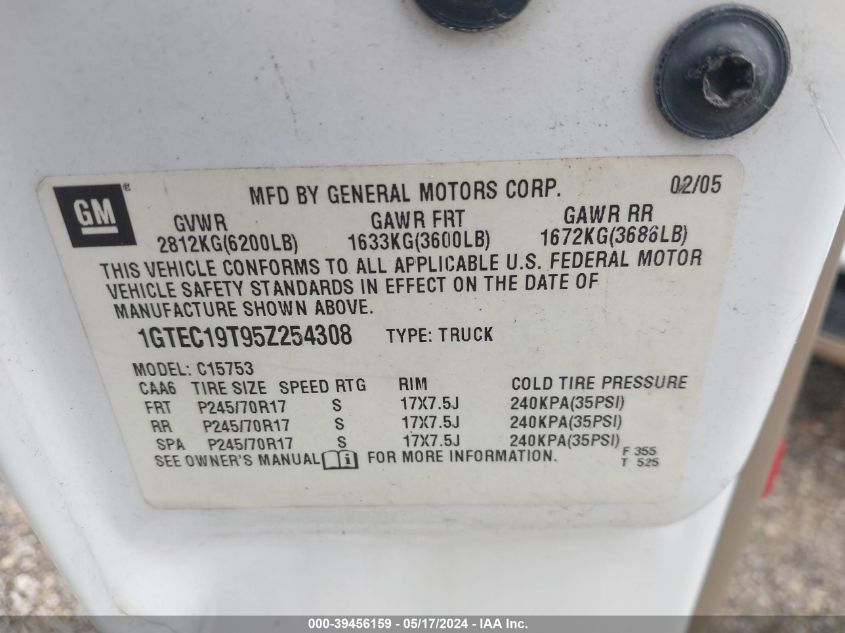 GM®
MFD BY GENERAL MOTORS CORP. 02/05
GVWR GAWR FRT GAWR RR
2812KG(6200LB) 1633KG(3600LB) 1672KG(3686LB)
THIS VEHICLE CONFORMS TO ALL APPLICABLE U.S. FEDERAL MOTOR
VEHICLE SAFETY STANDARDS IN EFFECT ON THE DATE OF
MANUFACTURE SHOWN ABOVE.
1GTEC19T95Z254308 TYPE: TRUCK
MODEL: C15753
CAA6 TIRE SIZE SPEED RTG RIM COLD TIRE PRESSURE
FRT P245/70R17 S 17X7.5J 240KPA(35PSI)
RR P245/70R17 S 17X7.5J 240KPA(35PSI)
SPA P245/70R17 S 17X7.5J 240KPA(35PSI)
SEE OWNER'S MANUAL FOR MORE INFORMATION.
F 355
T 525
000-39456159 — 05/17/2024 — IAA Inc.